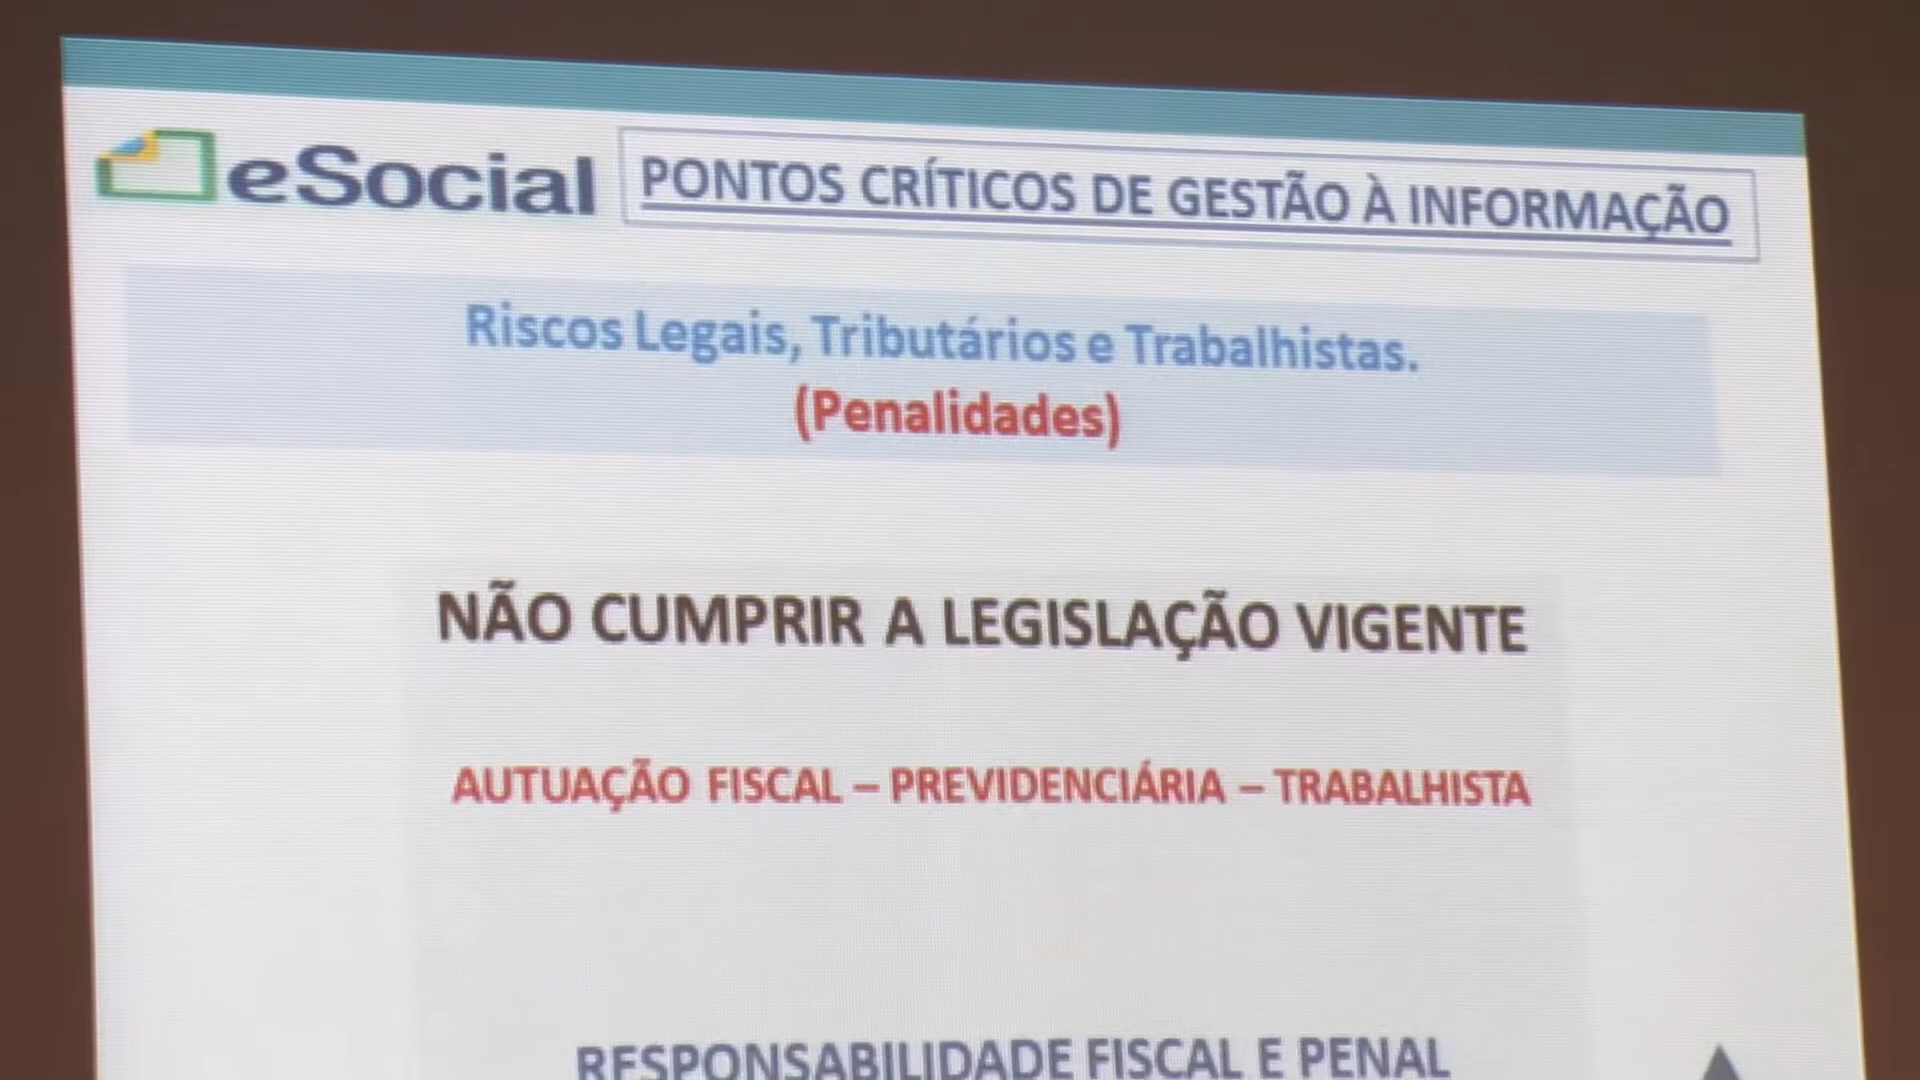 eSocial PONTOS CRÍTICOS DE GESTÃO À INFORMAÇÃO
Riscos Legais, Tributários e Trabalhistas.
(Penalidades)
NÃO CUMPRIR A LEGISLAÇÃO VIGENTE
AUTUAÇÃO FISCAL – PREVIDENCIÁRIA – TRABALHISTA
RESPONSABILIDADE FISCAL E PENAL